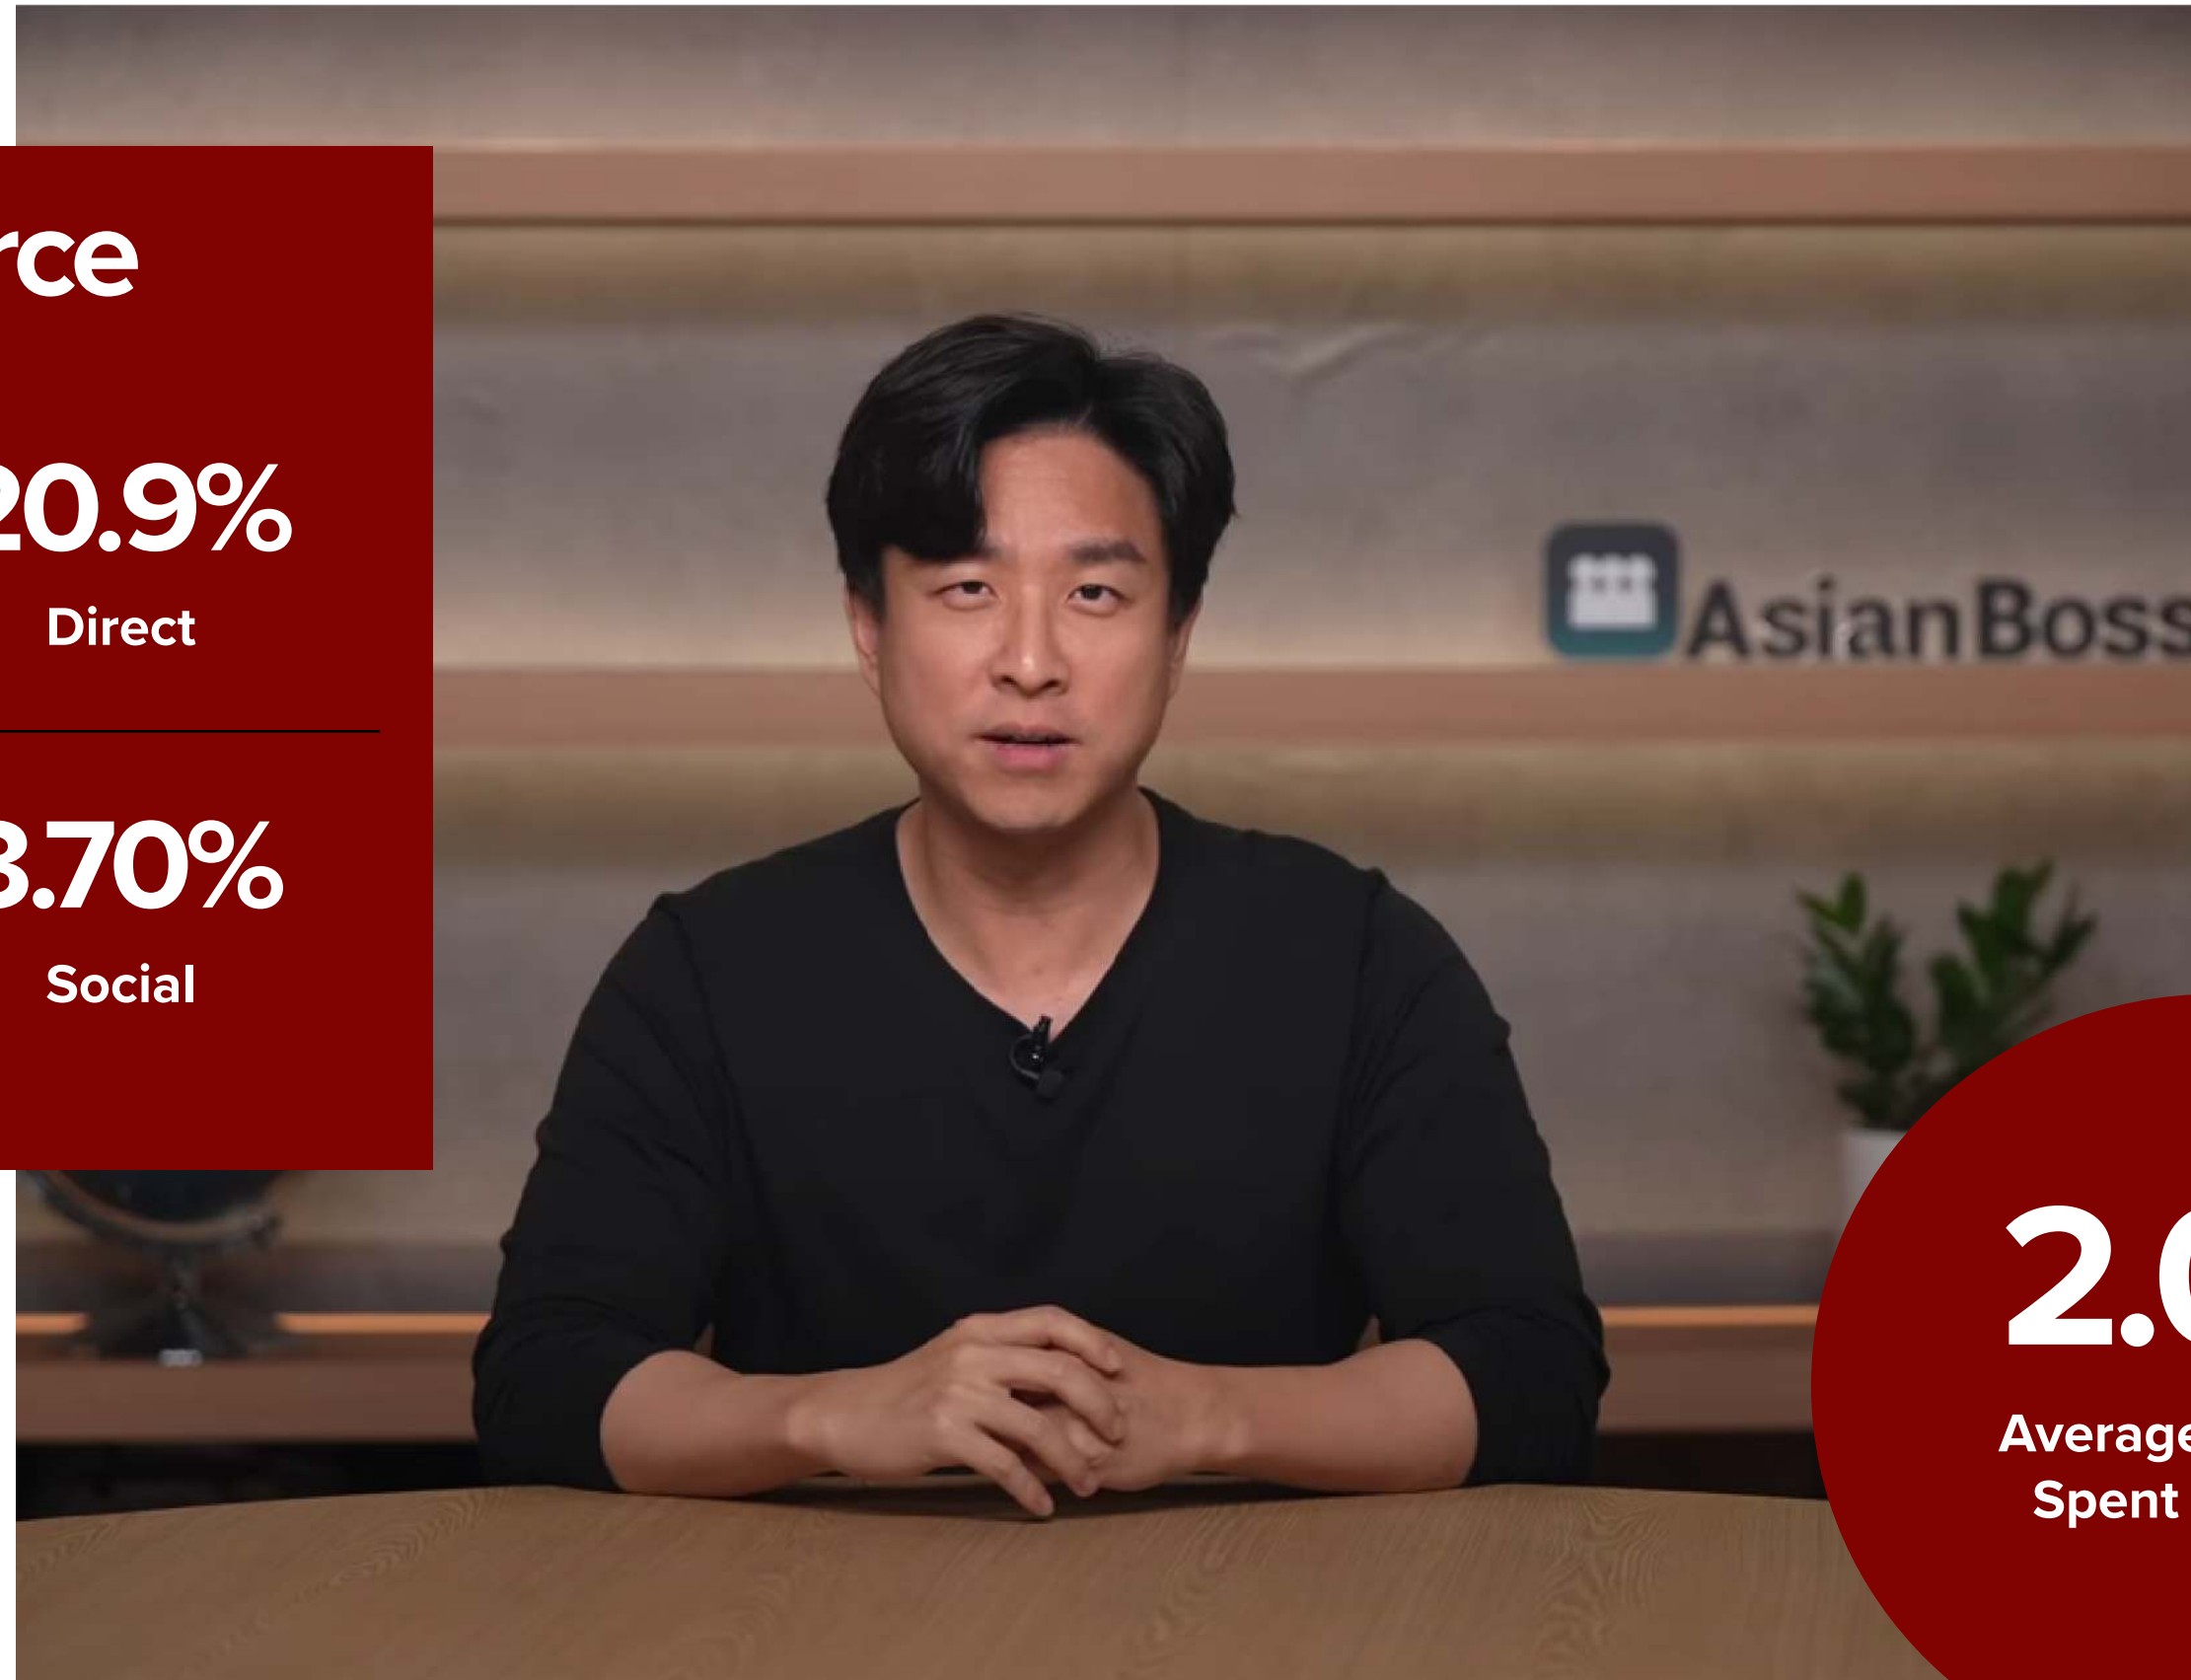 rce
20.9%
Direct
3.70%
Social
AsianBoss
2.0
Average
Spent